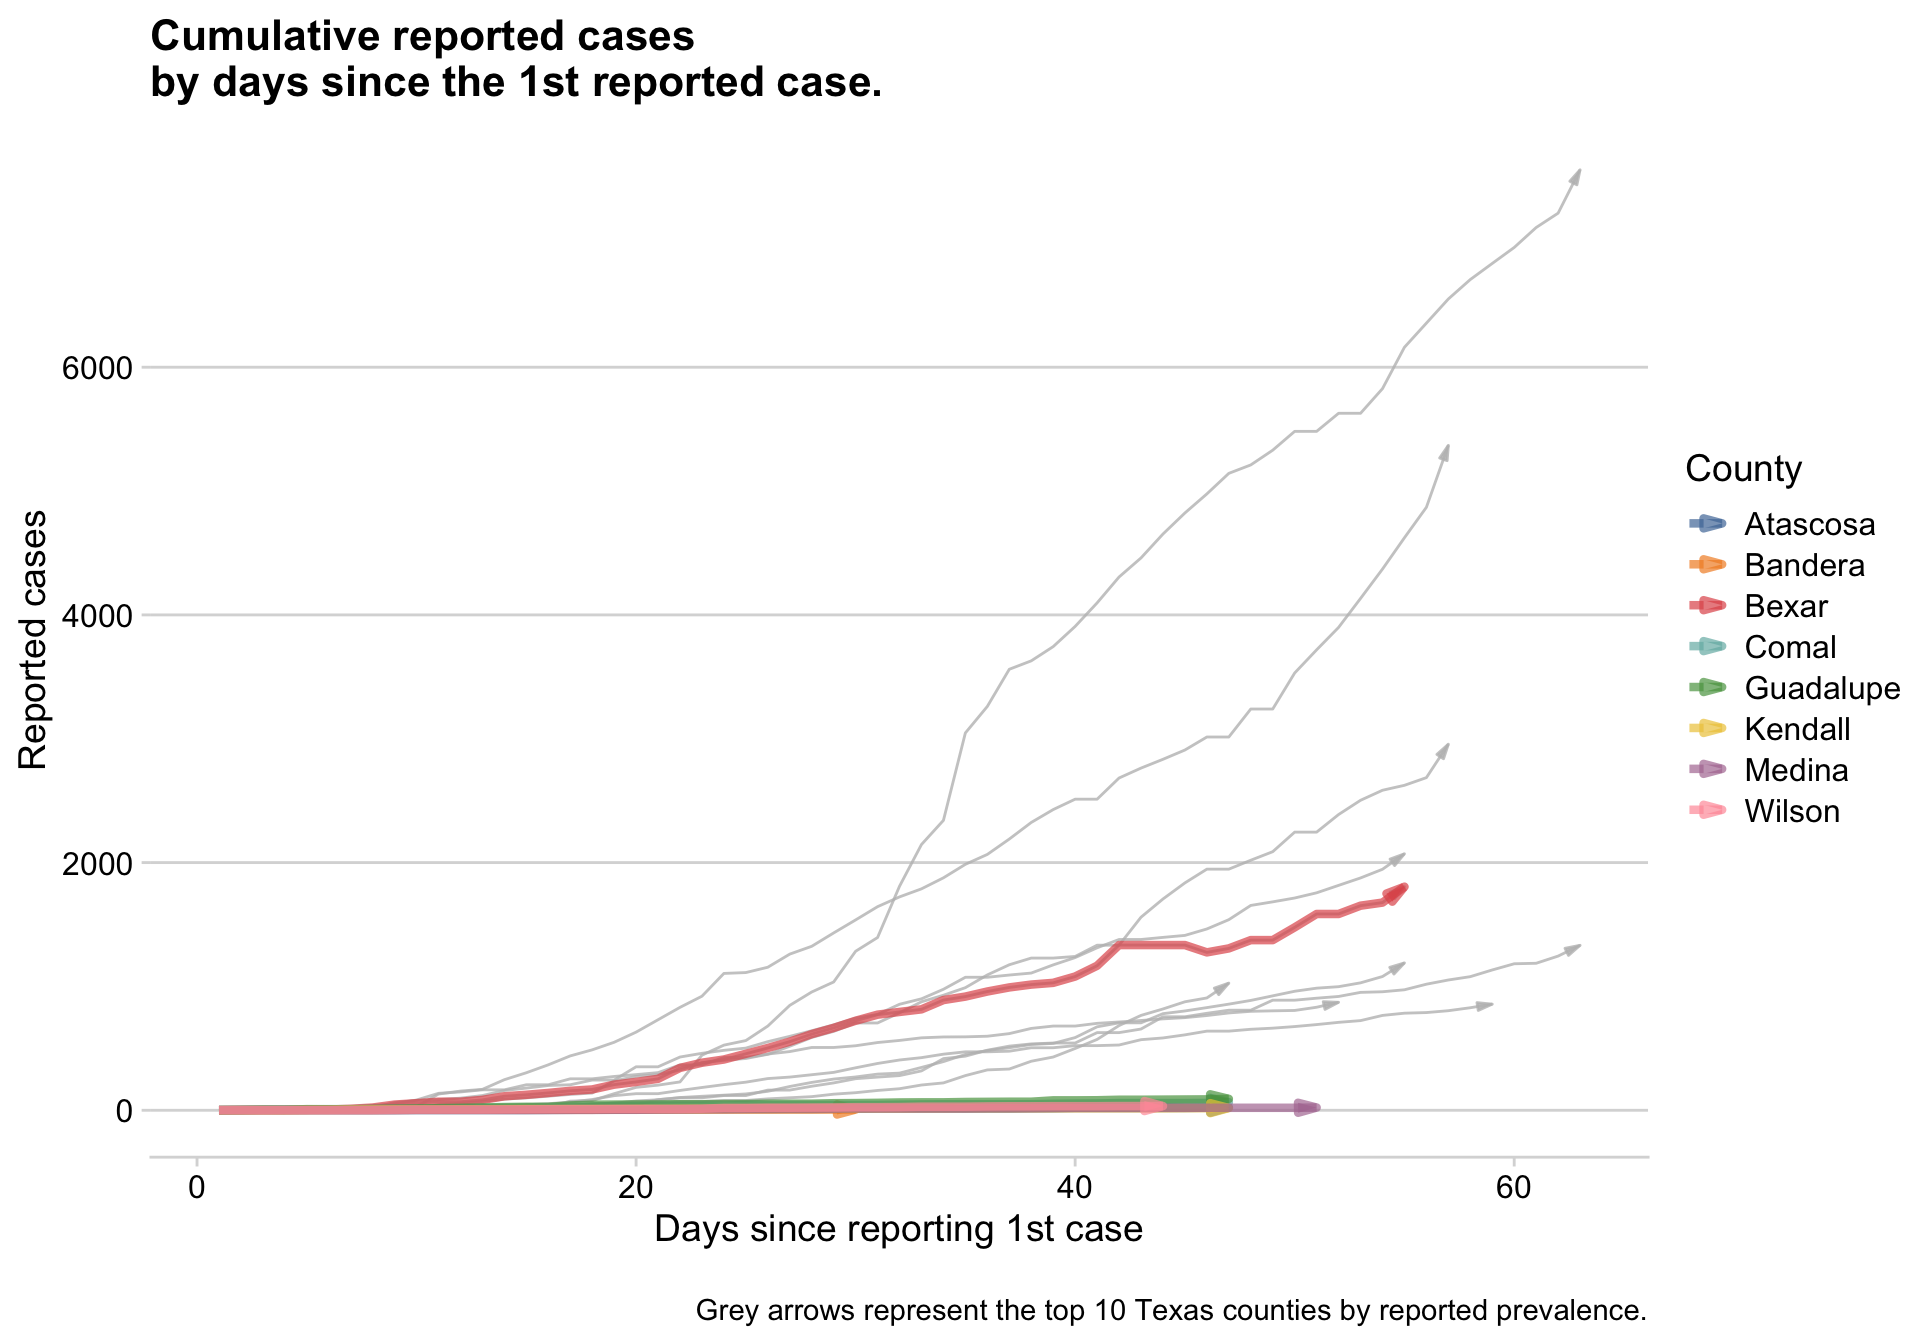 Cumulative reported cases
by days since the 1st reported case.
Reported cases
6000
4000
2000
0
0
20
40
60
Days since reporting 1st case
County
Atascosa
Bandera
Bexar
Comal
Guadalupe
Kendall
Medina
Wilson
Grey arrows represent the top 10 Texas counties by reported prevalence.